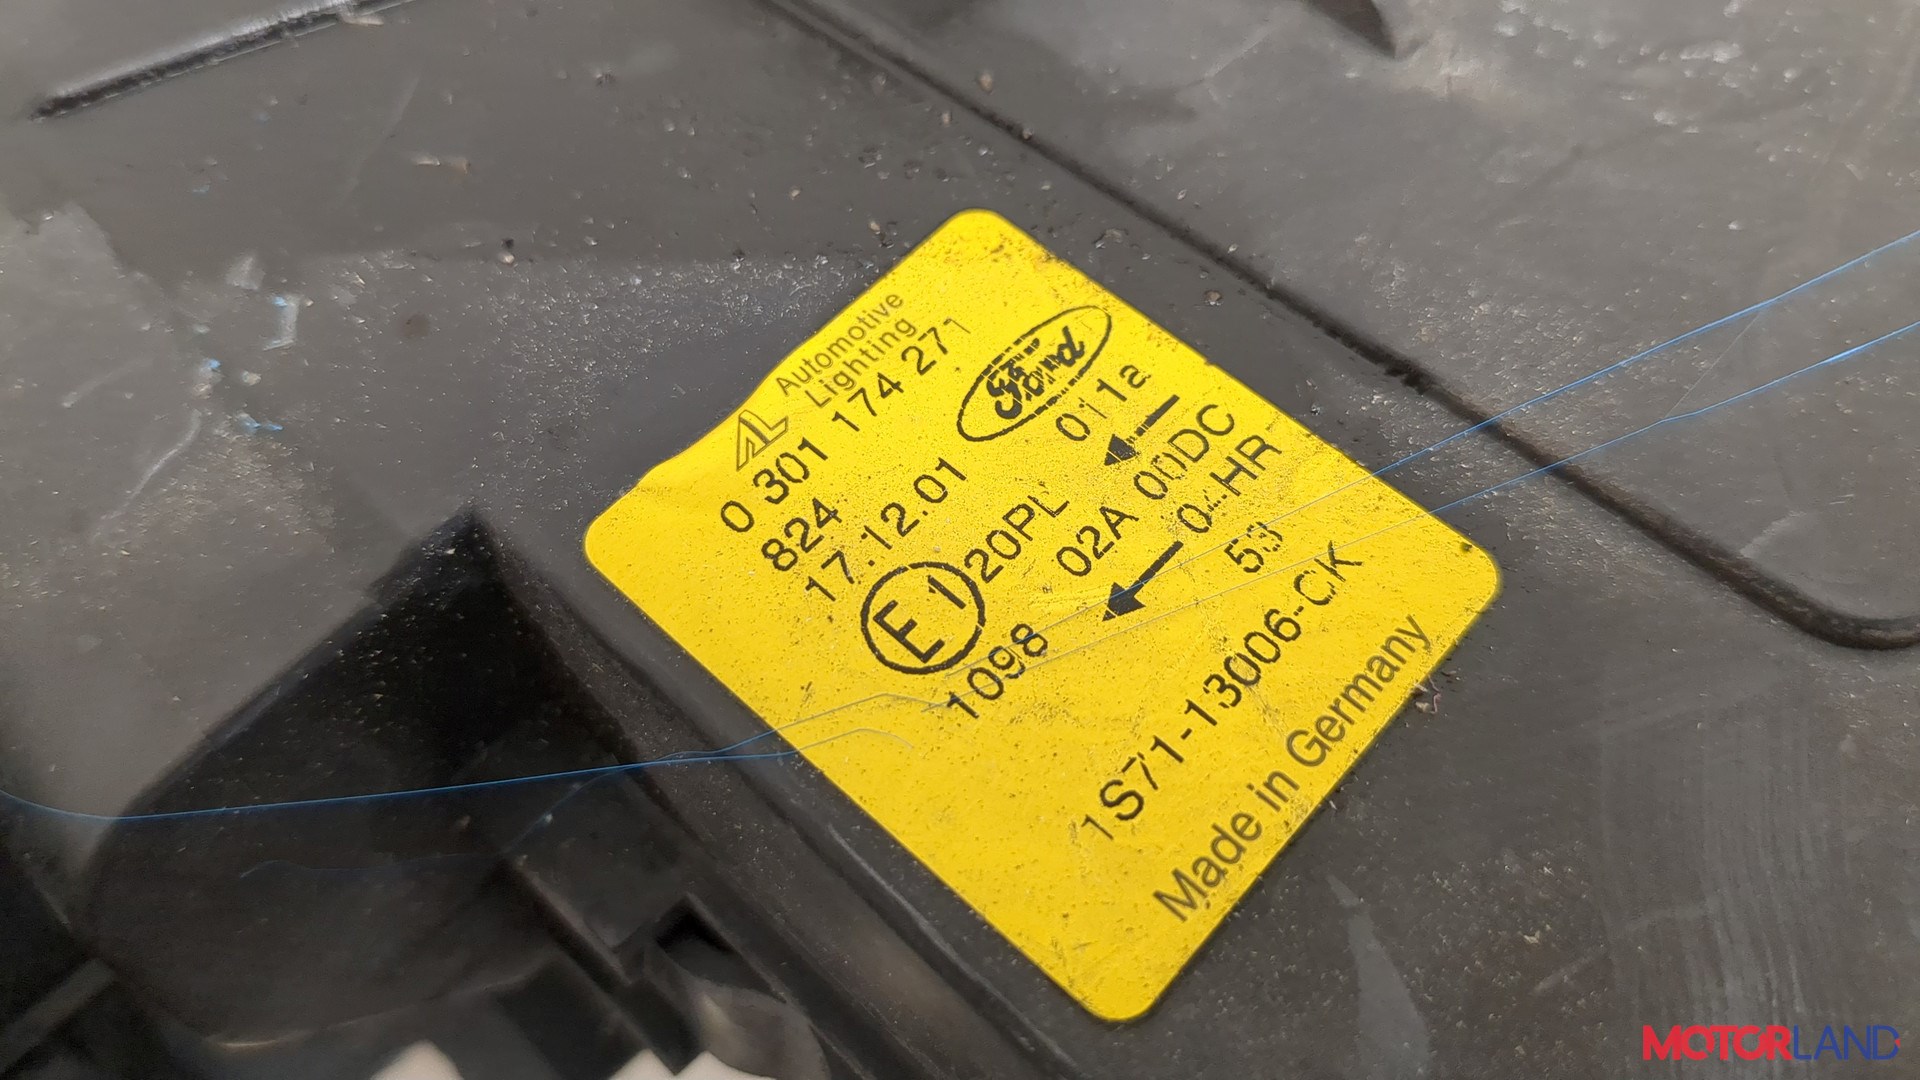 AL Automotive
Lighting
0 301 174 271
824
17.12.01
Ford
E1 20PL 011a
02A 00DC
1098 04HR
53
1S71-13006-CK
Made in Germany
MOTORLAND